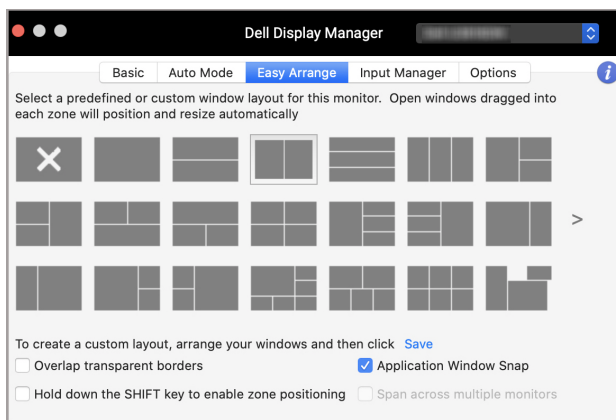 Dell Display Manager
Basic Auto Mode Easy Arrange Input Manager Options i
Select a predefined or custom window layout for this monitor. Open windows dragged into
each zone will position and resize automatically
>
To create a custom layout, arrange your windows and then click Save
Overlap transparent borders Application Window Snap
Hold down the SHIFT key to enable zone positioning Span across multiple monitors